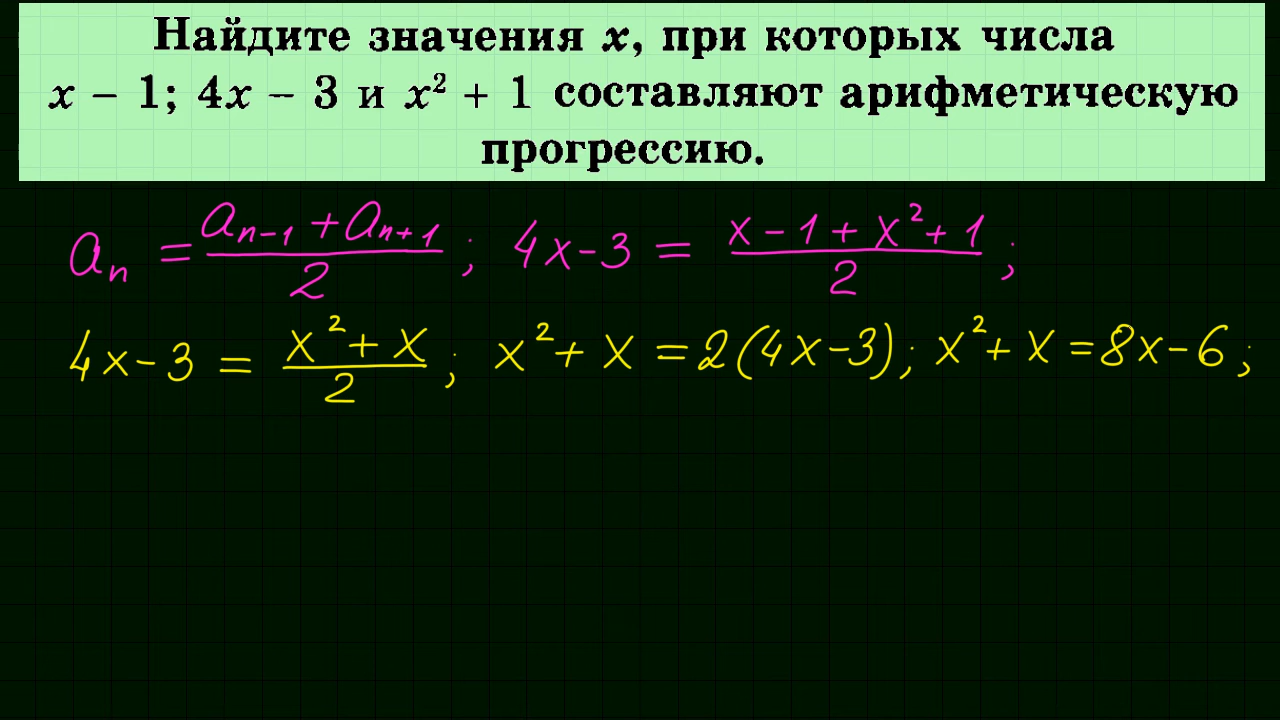 Найдите значения x, при которых числа
x – 1; 4x – 3 и x² + 1 составляют арифметическую
прогрессию.
aₙ = (aₙ₋₁ + aₙ₊₁)/2; 4x-3 = (x-1+x²+1)/2;
4x-3 = (x²+x)/2; x²+x=2(4x-3); x²+x=8x-6;